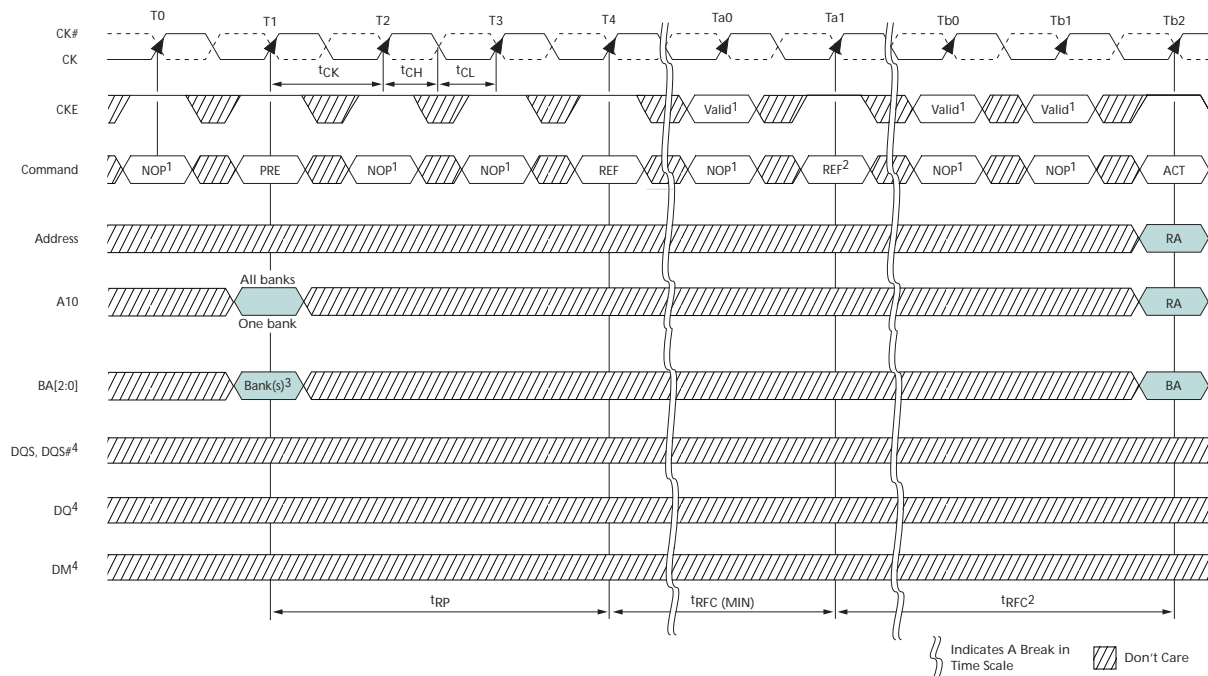 T0 T1 T2 T3 T4 Ta0 Ta1 Tb0 Tb1 Tb2
CK#
CK
tCK tCH tCL
CKE Valid1 Valid1 Valid1
Command NOP1 PRE NOP1 NOP1 REF NOP1 REF2 NOP1 NOP1 ACT
Address RA
All banks
A10 RA
One bank
BA[2:0] Bank(s)3 BA
DQS, DQS#4
DQ4
DM4
tRP tRFC (MIN) tRFC2
Indicates A Break in
Time Scale
Don't Care